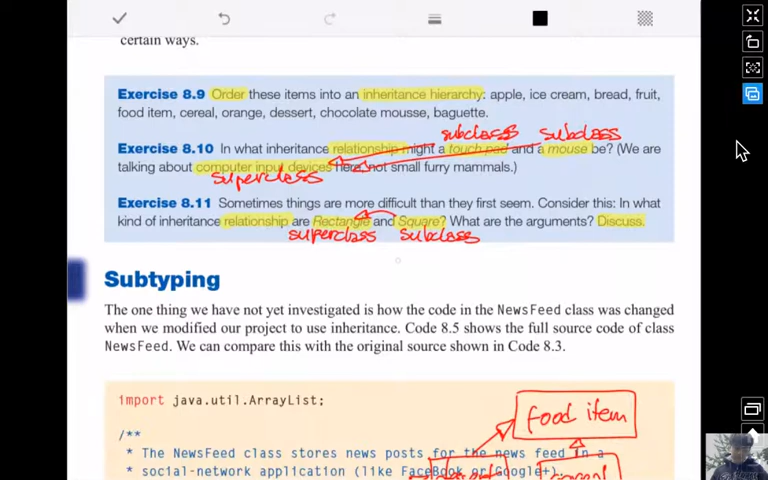 certain ways.
Exercise 8.9 Order these items into an inheritance hierarchy: apple, ice cream, bread, fruit,
food item, cereal, orange, dessert, chocolate mousse, baguette.
subclass subclass
Exercise 8.10 In what inheritance relationship might a touch pad and a mouse be? (We are
talking about computer input devices here, not small furry mammals.)
superclass
Exercise 8.11 Sometimes things are more difficult than they first seem. Consider this: In what
kind of inheritance relationship are Rectangle and Square? What are the arguments? Discuss.
superclass subclass
Subtyping
The one thing we have not yet investigated is how the code in the NewsFeed class was changed
when we modified our project to use inheritance. Code 8.5 shows the full source code of class
NewsFeed. We can compare this with the original source shown in Code 8.3.
import java.util.ArrayList;
food item
/**
* The NewsFeed class stores news posts for the news feed in a
* social-network application (like FaceBook or Google+).